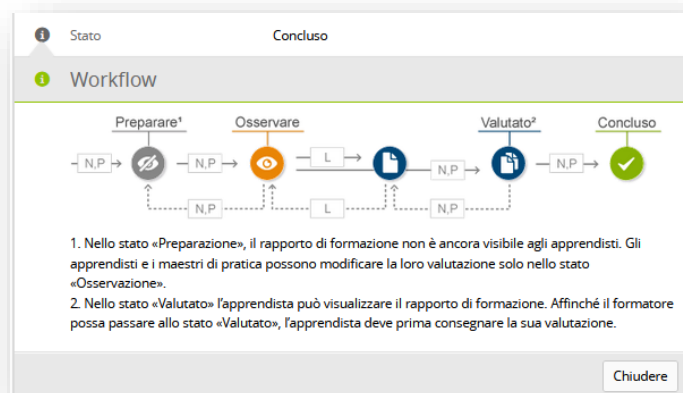 Stato Concluso
Workflow
Preparare¹ Osservare Valutato² Concluso
N,P N,P L N,P N,P
N,P L N,P
1. Nello stato «Preparazione», il rapporto di formazione non è ancora visibile agli apprendisti. Gli
apprendisti e i maestri di pratica possono modificare la loro valutazione solo nello stato
«Osservazione».
2. Nello stato «Valutato» l’apprendista può visualizzare il rapporto di formazione. Affinché il formatore
possa passare allo stato «Valutato», l’apprendista deve prima consegnare la sua valutazione.
Chiudere